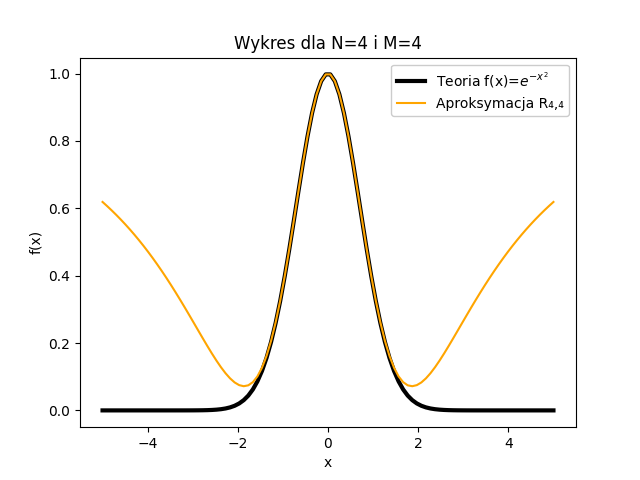 Wykres dla N=4 i M=4
Teoria f(x)=$e^{-x^2}$
Aproksymacja R₄,₄
f(x)
1.0
0.8
0.6
0.4
0.2
0.0
−4 −2 0 2 4
x